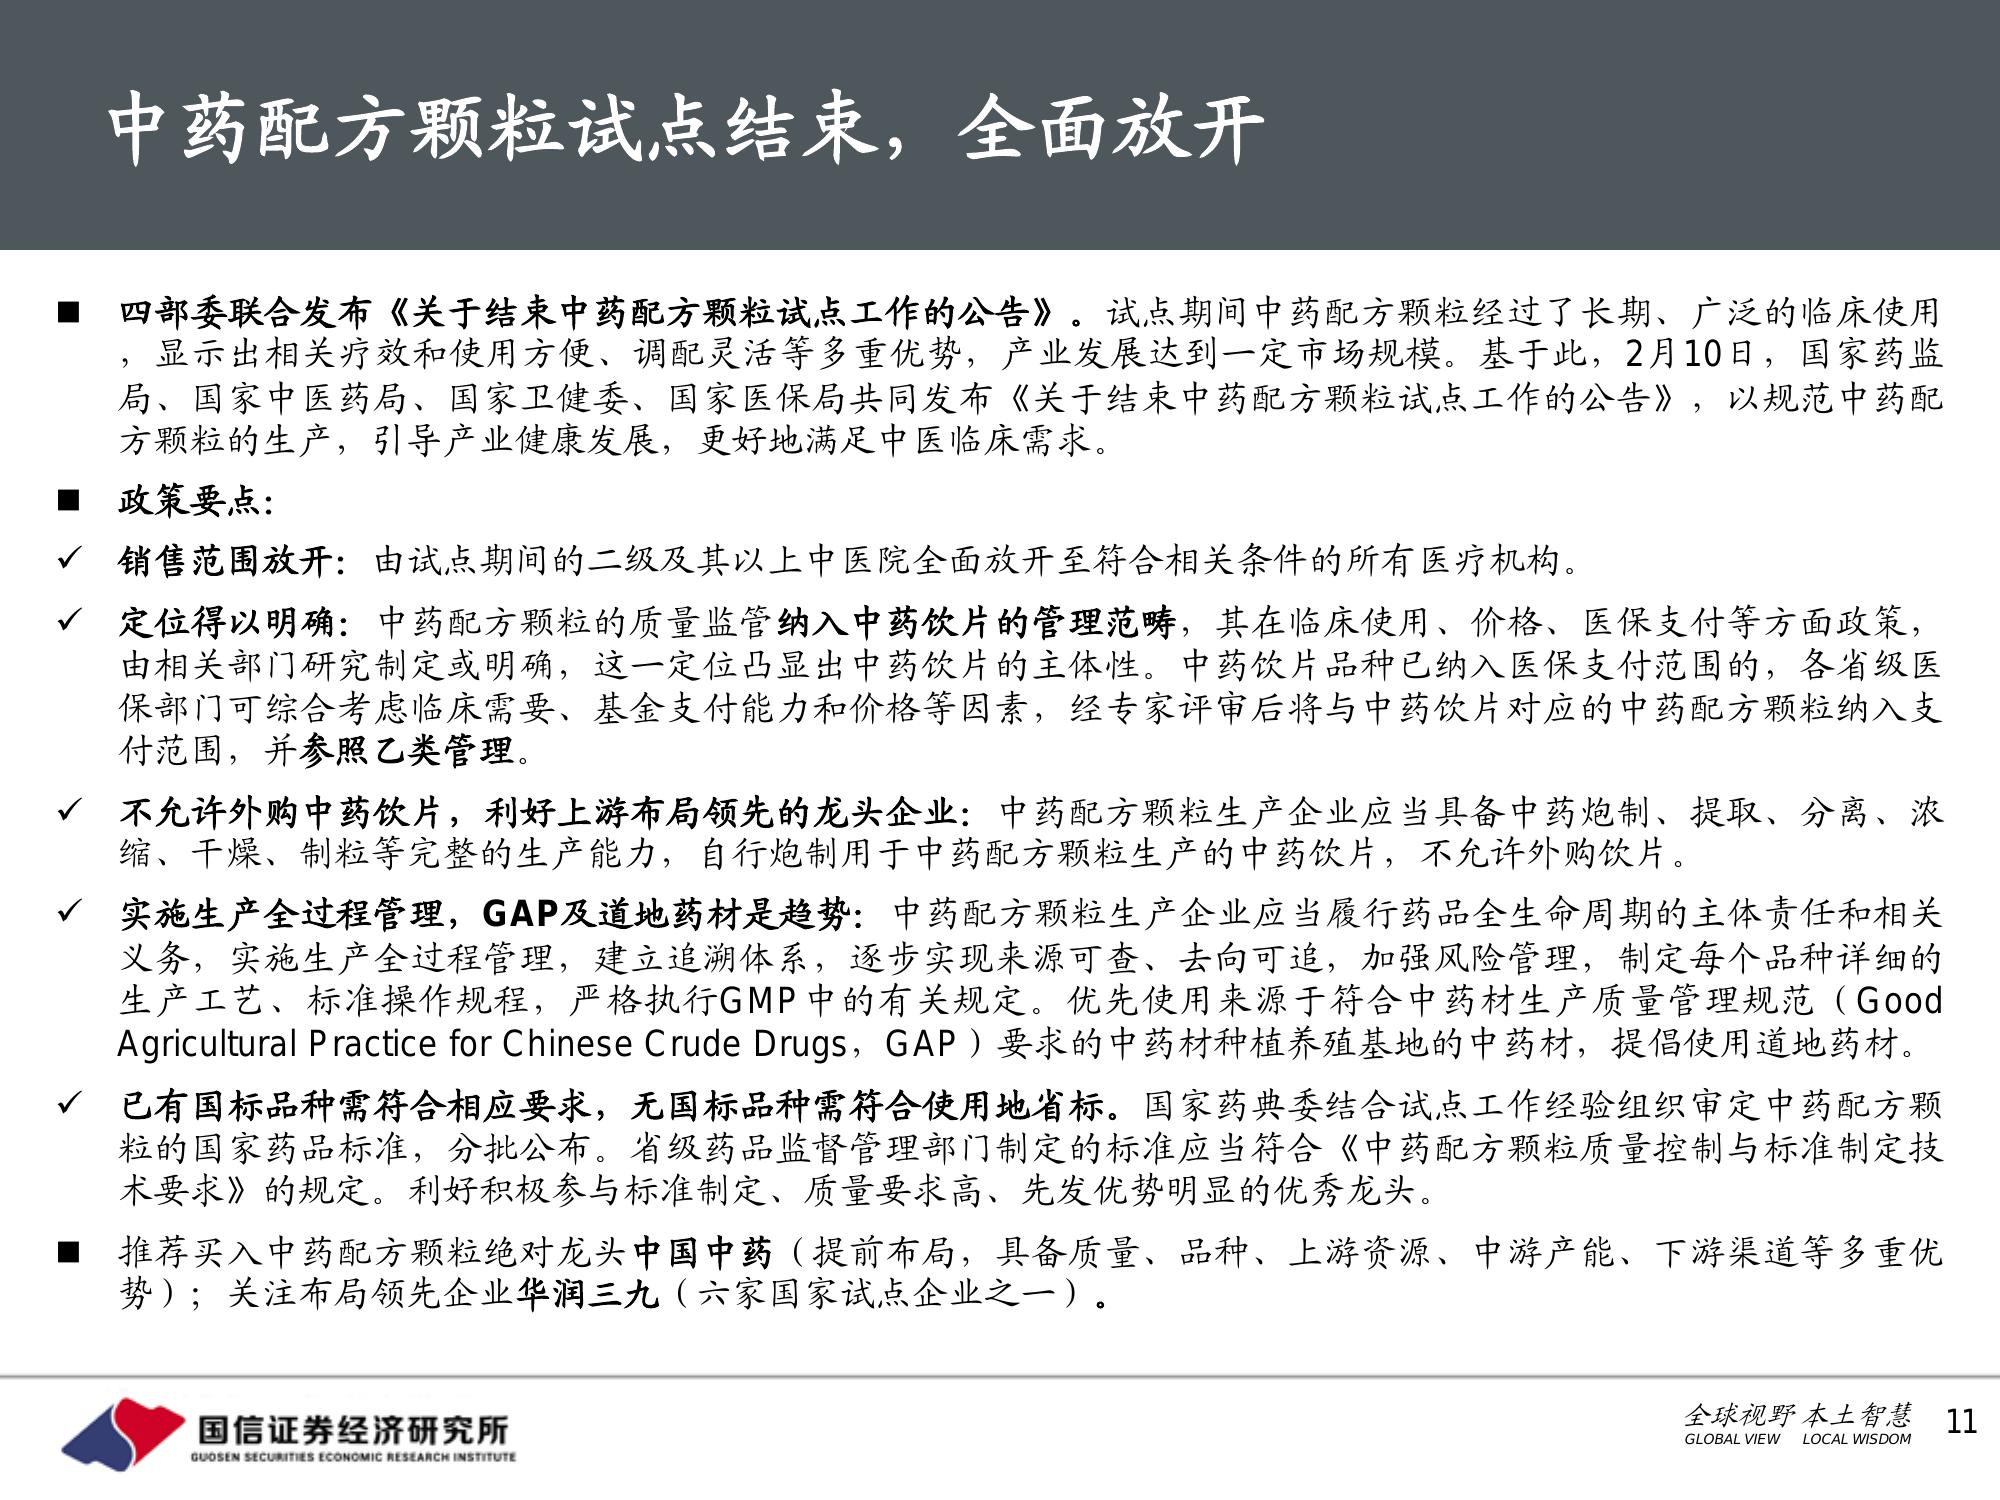 中药配方颗粒试点结束，全面放开
■ 四部委联合发布《关于结束中药配方颗粒试点工作的公告》。试点期间中药配方颗粒经过了长期、广泛的临床使用
，显示出相关疗效和使用方便、调配灵活等多重优势，产业发展达到一定市场规模。基于此，2月10日，国家药监
局、国家中医药局、国家卫健委、国家医保局共同发布《关于结束中药配方颗粒试点工作的公告》，以规范中药配
方颗粒的生产，引导产业健康发展，更好地满足中医临床需求。
■ 政策要点：
✓ 销售范围放开：由试点期间的二级及其以上中医院全面放开至符合相关条件的所有医疗机构。
✓ 定位得以明确：中药配方颗粒的质量监管纳入中药饮片的管理范畴，其在临床使用、价格、医保支付等方面政策，
由相关部门研究制定或明确，这一定位凸显出中药饮片的主体性。中药饮片品种已纳入医保支付范围的，各省级医
保部门可综合考虑临床需要、基金支付能力和价格等因素，经专家评审后将与中药饮片对应的中药配方颗粒纳入支
付范围，并参照乙类管理。
✓ 不允许外购中药饮片，利好上游布局领先的龙头企业：中药配方颗粒生产企业应当具备中药炮制、提取、分离、浓
缩、干燥、制粒等完整的生产能力，自行炮制用于中药配方颗粒生产的中药饮片，不允许外购饮片。
✓ 实施生产全过程管理，GAP及道地药材是趋势：中药配方颗粒生产企业应当履行药品全生命周期的主体责任和相关
义务，实施生产全过程管理，建立追溯体系，逐步实现来源可查、去向可追，加强风险管理，制定每个品种详细的
生产工艺、标准操作规程，严格执行GMP中的有关规定。优先使用来源于符合中药材生产质量管理规范（Good
Agricultural Practice for Chinese Crude Drugs，GAP）要求的中药材种植养殖基地的中药材，提倡使用道地药材。
✓ 已有国标品种需符合相应要求，无国标品种需符合使用地省标。国家药典委结合试点工作经验组织审定中药配方颗
粒的国家药品标准，分批公布。省级药品监督管理部门制定的标准应当符合《中药配方颗粒质量控制与标准制定技
术要求》的规定。利好积极参与标准制定、质量要求高、先发优势明显的优秀龙头。
■ 推荐买入中药配方颗粒绝对龙头中国中药（提前布局，具备质量、品种、上游资源、中游产能、下游渠道等多重优
势）；关注布局领先企业华润三九（六家国家试点企业之一）。
国信证券经济研究所
GUOSEN SECURITIES ECONOMIC RESEARCH INSTITUTE
全球视野 本土智慧
GLOBAL VIEW LOCAL WISDOM
11